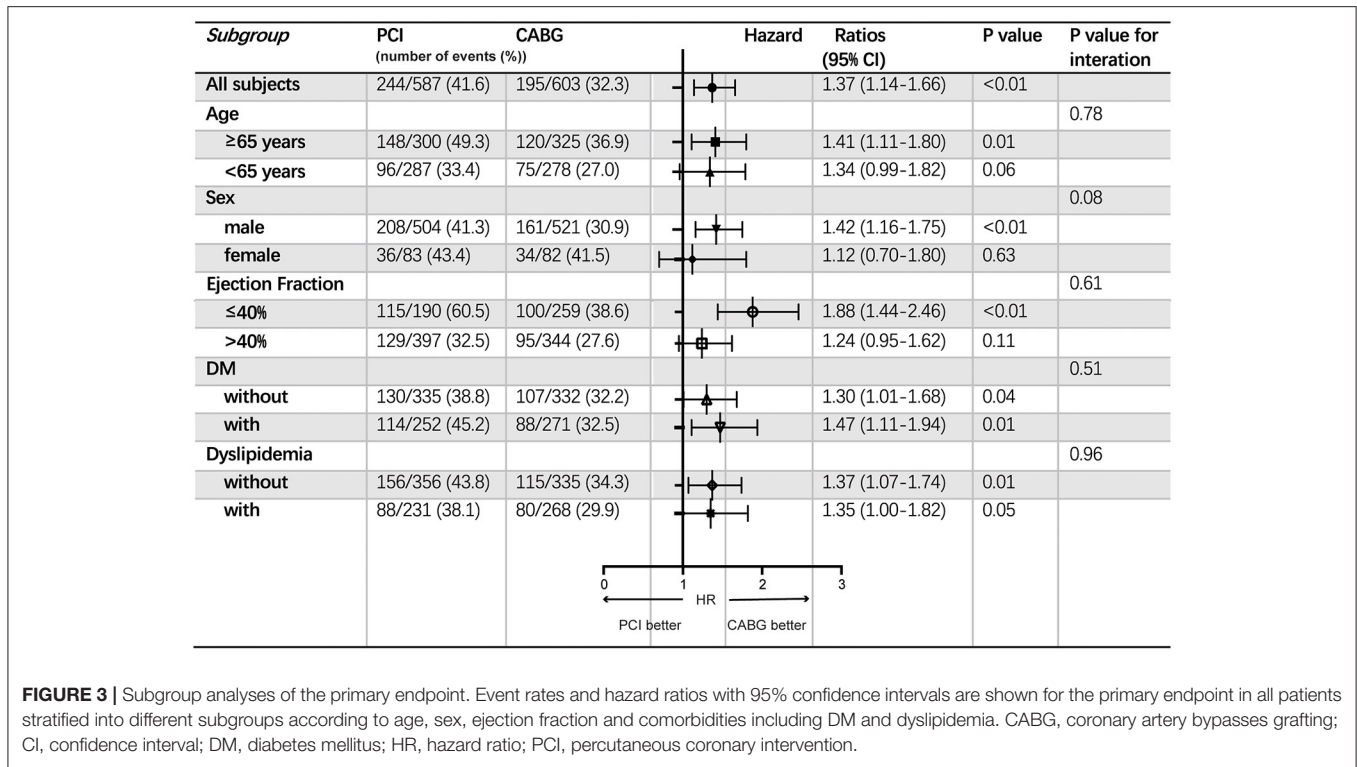 Subgroup PCI CABG Hazard Ratios P value P value for
(number of events (%)) (95% CI) interation
All subjects 244/587 (41.6) 195/603 (32.3) 1.37 (1.14-1.66) <0.01
Age 0.78
≥65 years 148/300 (49.3) 120/325 (36.9) 1.41 (1.11-1.80) 0.01
<65 years 96/287 (33.4) 75/278 (27.0) 1.34 (0.99-1.82) 0.06
Sex 0.08
male 208/504 (41.3) 161/521 (30.9) 1.42 (1.16-1.75) <0.01
female 36/83 (43.4) 34/82 (41.5) 1.12 (0.70-1.80) 0.63
Ejection Fraction 0.61
≤40% 115/190 (60.5) 100/259 (38.6) 1.88 (1.44-2.46) <0.01
>40% 129/397 (32.5) 95/344 (27.6) 1.24 (0.95-1.62) 0.11
DM 0.51
without 130/335 (38.8) 107/332 (32.2) 1.30 (1.01-1.68) 0.04
with 114/252 (45.2) 88/271 (32.5) 1.47 (1.11-1.94) 0.01
Dyslipidemia 0.96
without 156/356 (43.8) 115/335 (34.3) 1.37 (1.07-1.74) 0.01
with 88/231 (38.1) 80/268 (29.9) 1.35 (1.00-1.82) 0.05
0 1 2 3
HR
PCI better CABG better
FIGURE 3 | Subgroup analyses of the primary endpoint. Event rates and hazard ratios with 95% confidence intervals are shown for the primary endpoint in all patients
stratified into different subgroups according to age, sex, ejection fraction and comorbidities including DM and dyslipidemia. CABG, coronary artery bypasses grafting;
CI, confidence interval; DM, diabetes mellitus; HR, hazard ratio; PCI, percutaneous coronary intervention.